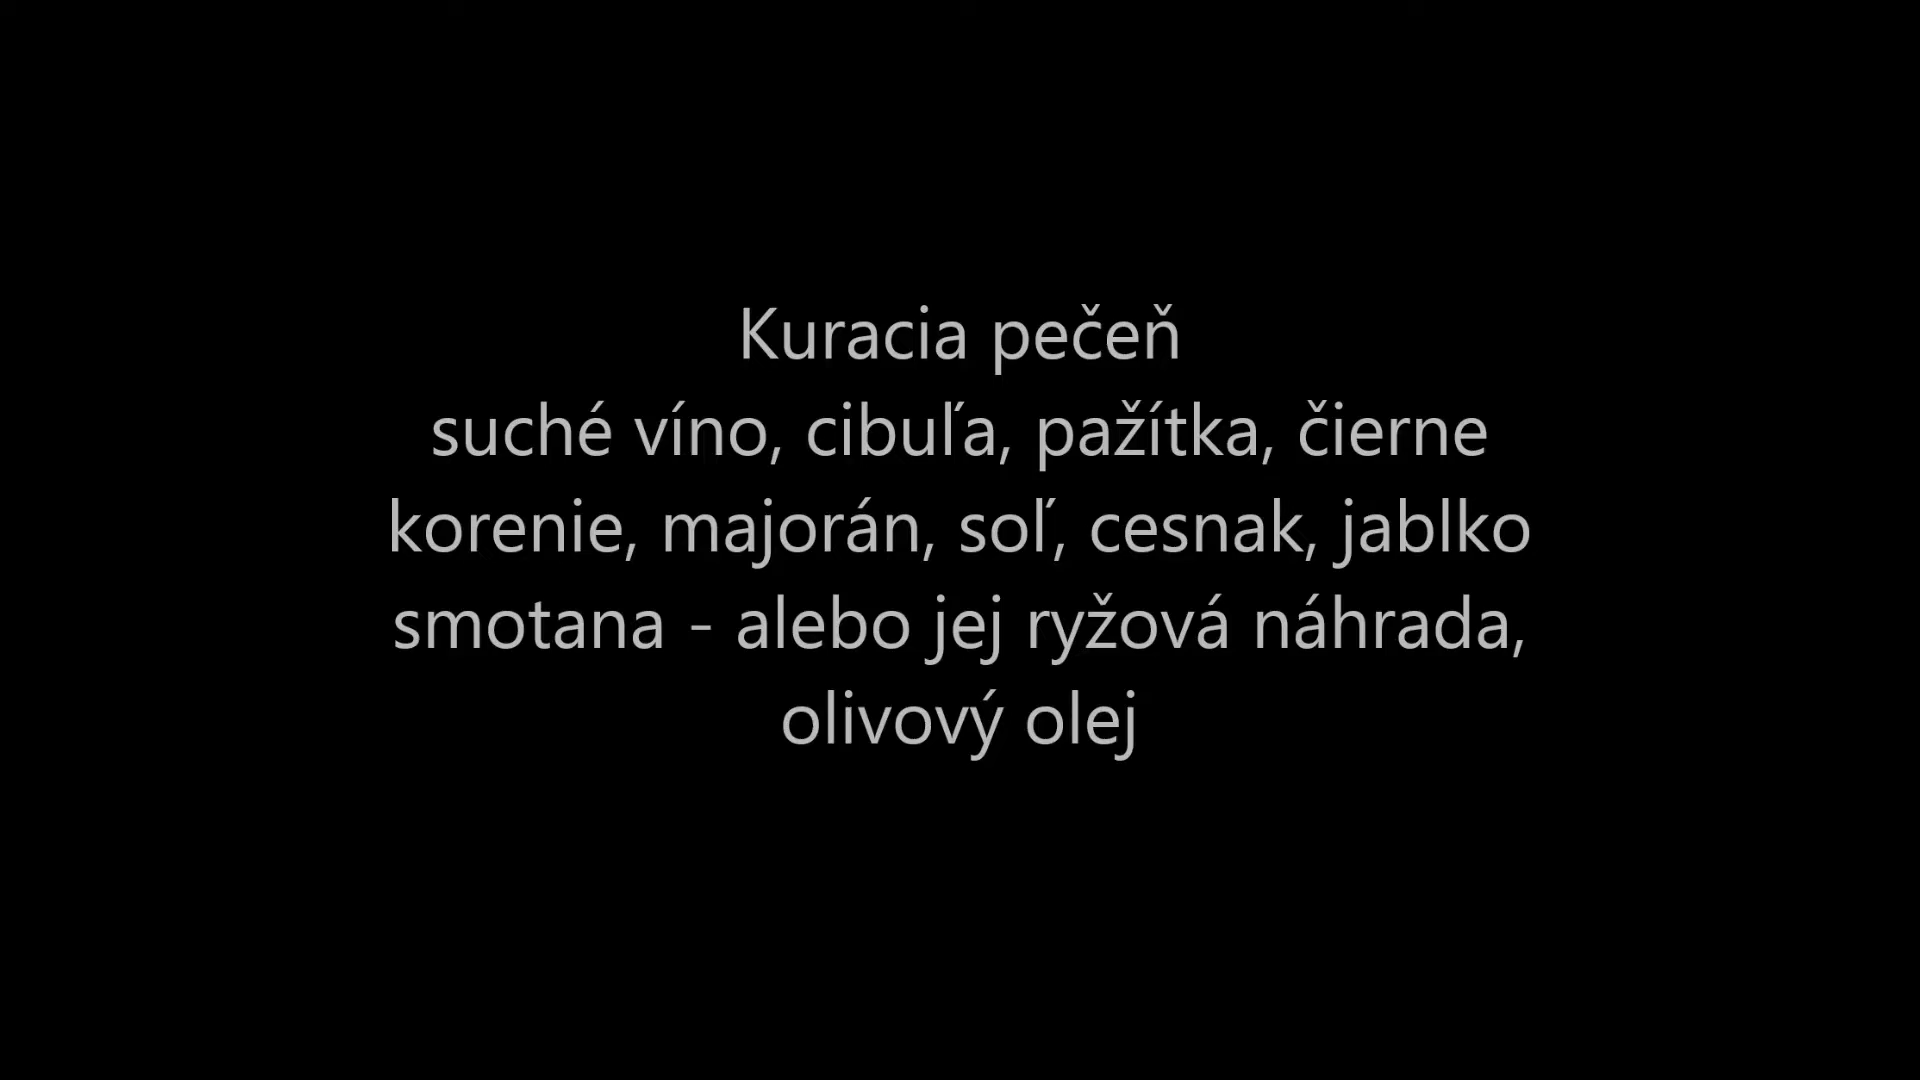 Kuracia pečeň
suché víno, cibuľa, pažítka, čierne
korenie, majorán, soľ, cesnak, jablko
smotana - alebo jej ryžová náhrada,
olivový olej